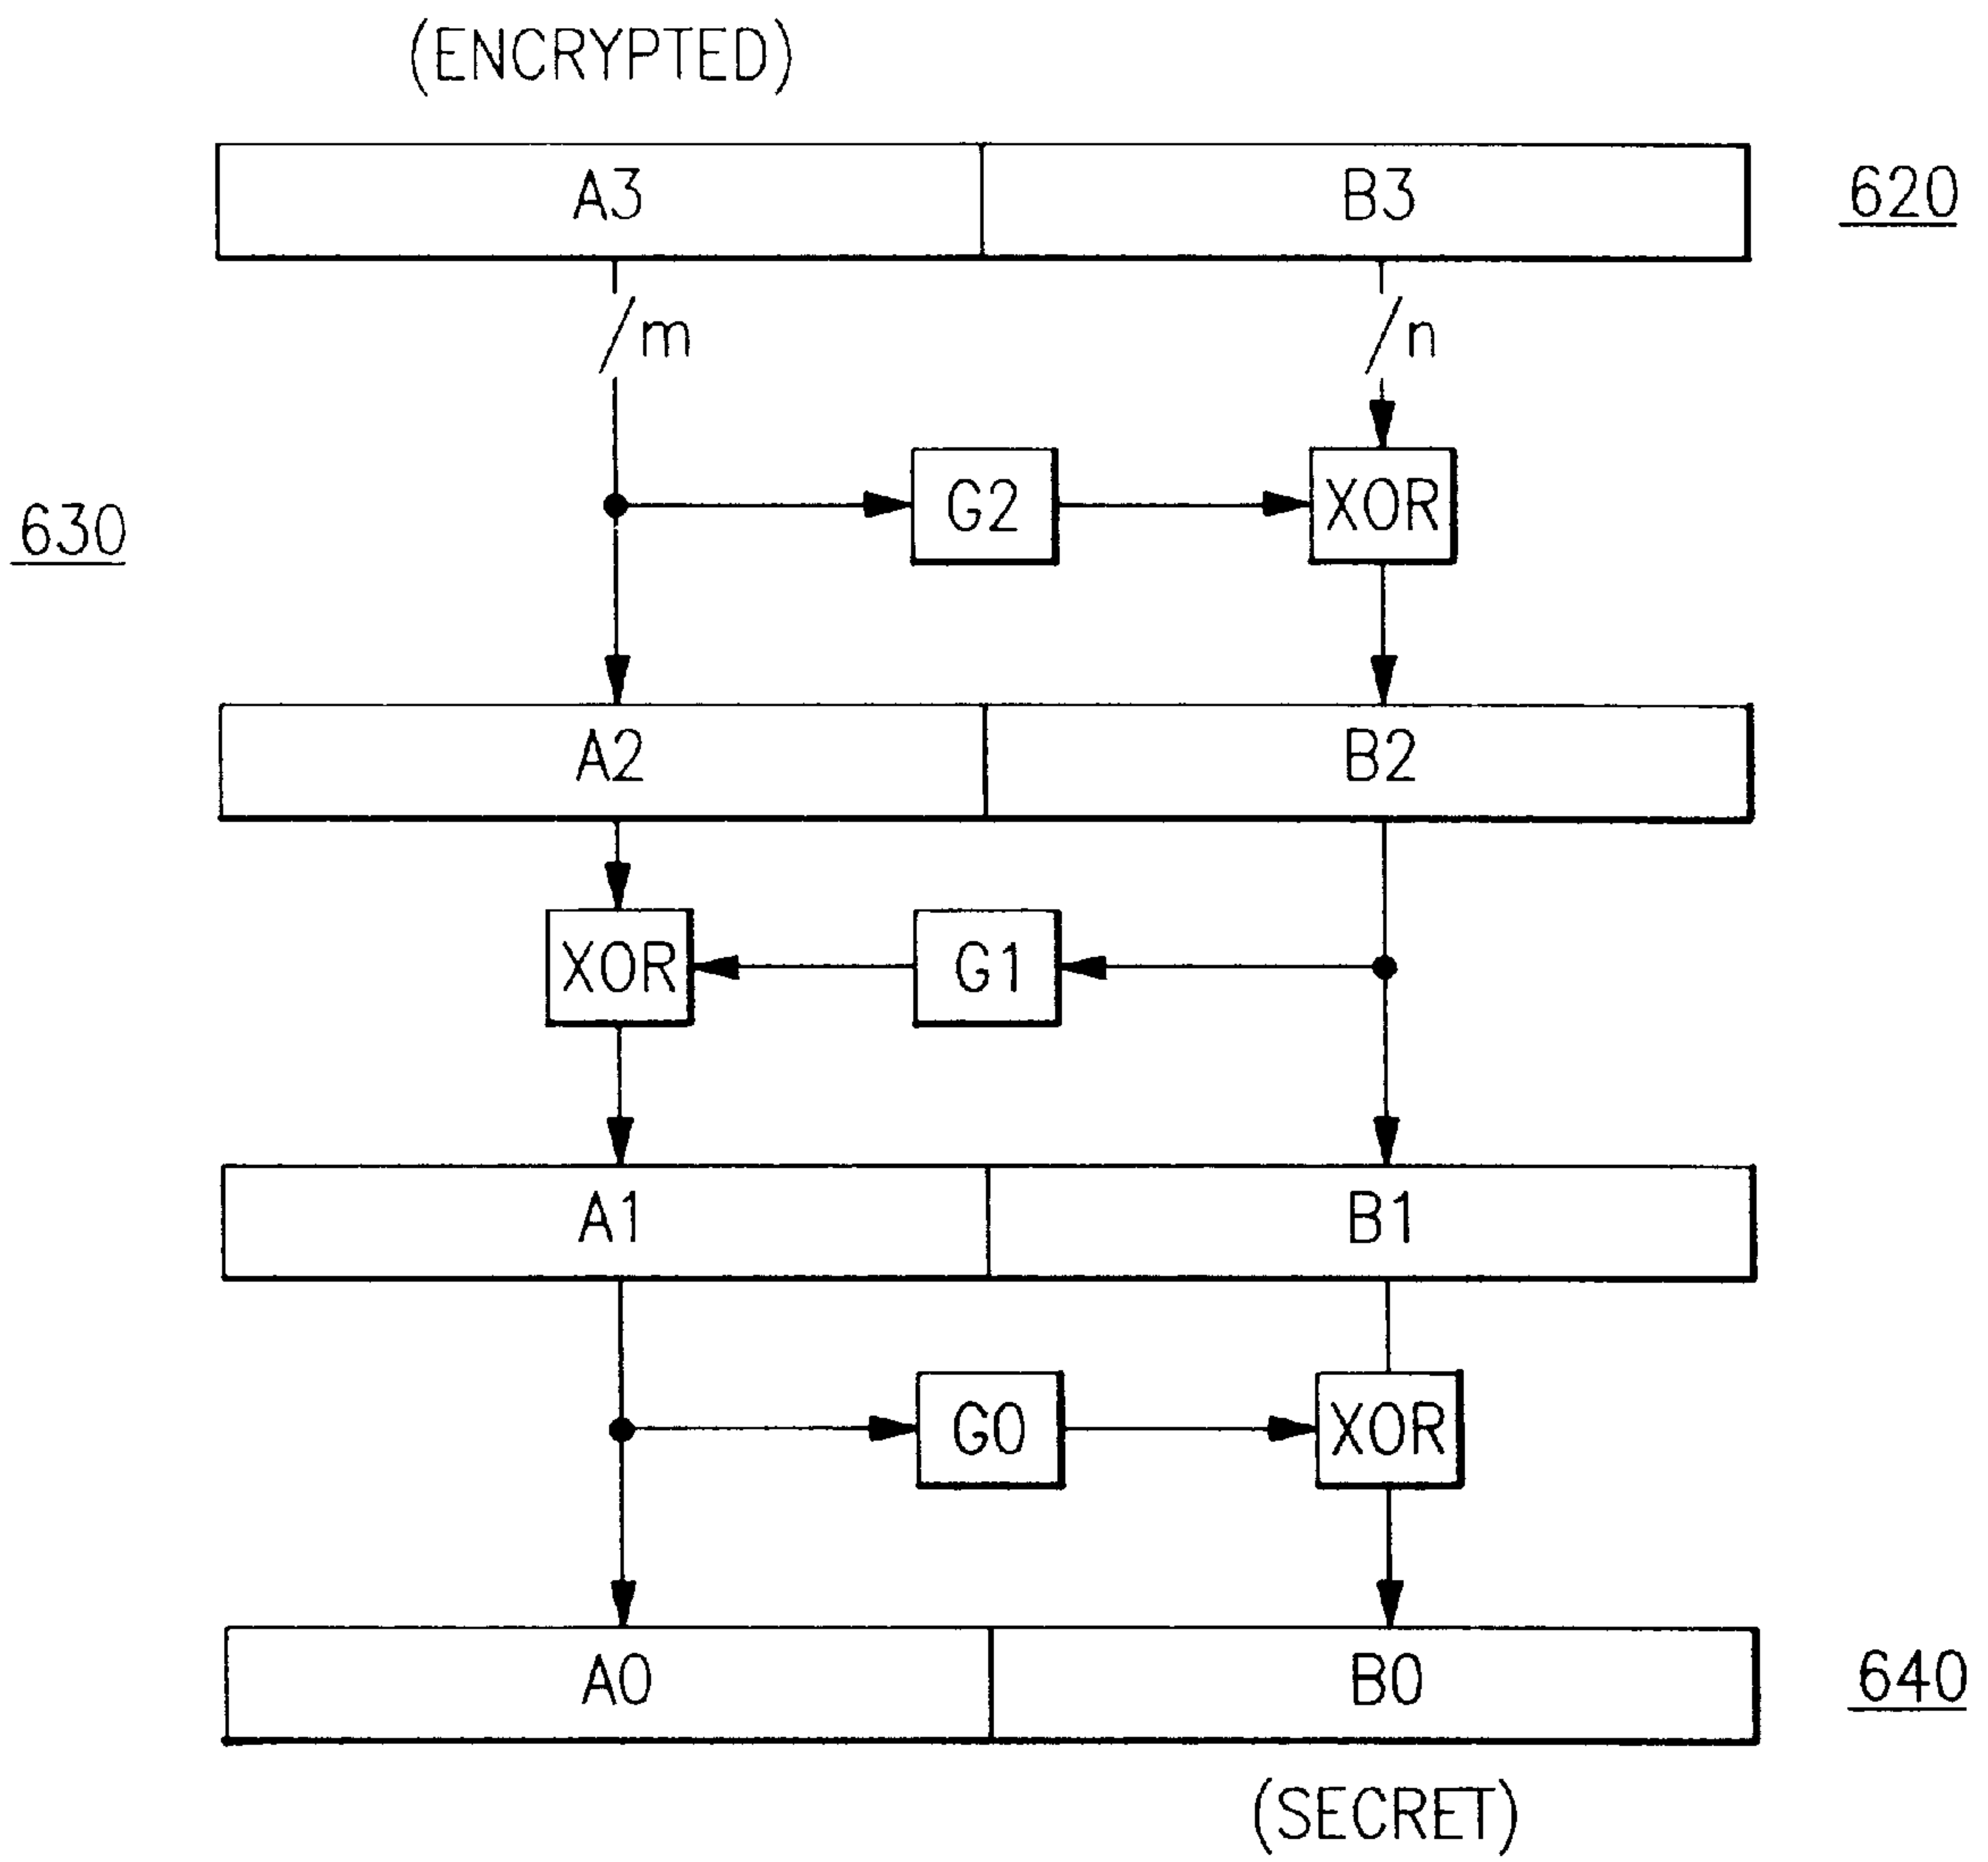 (ENCRYPTED)
A3 B3 620
/m /n
630 G2 XOR
A2 B2
XOR G1
A1 B1
G0 XOR
A0 B0 640
(SECRET)